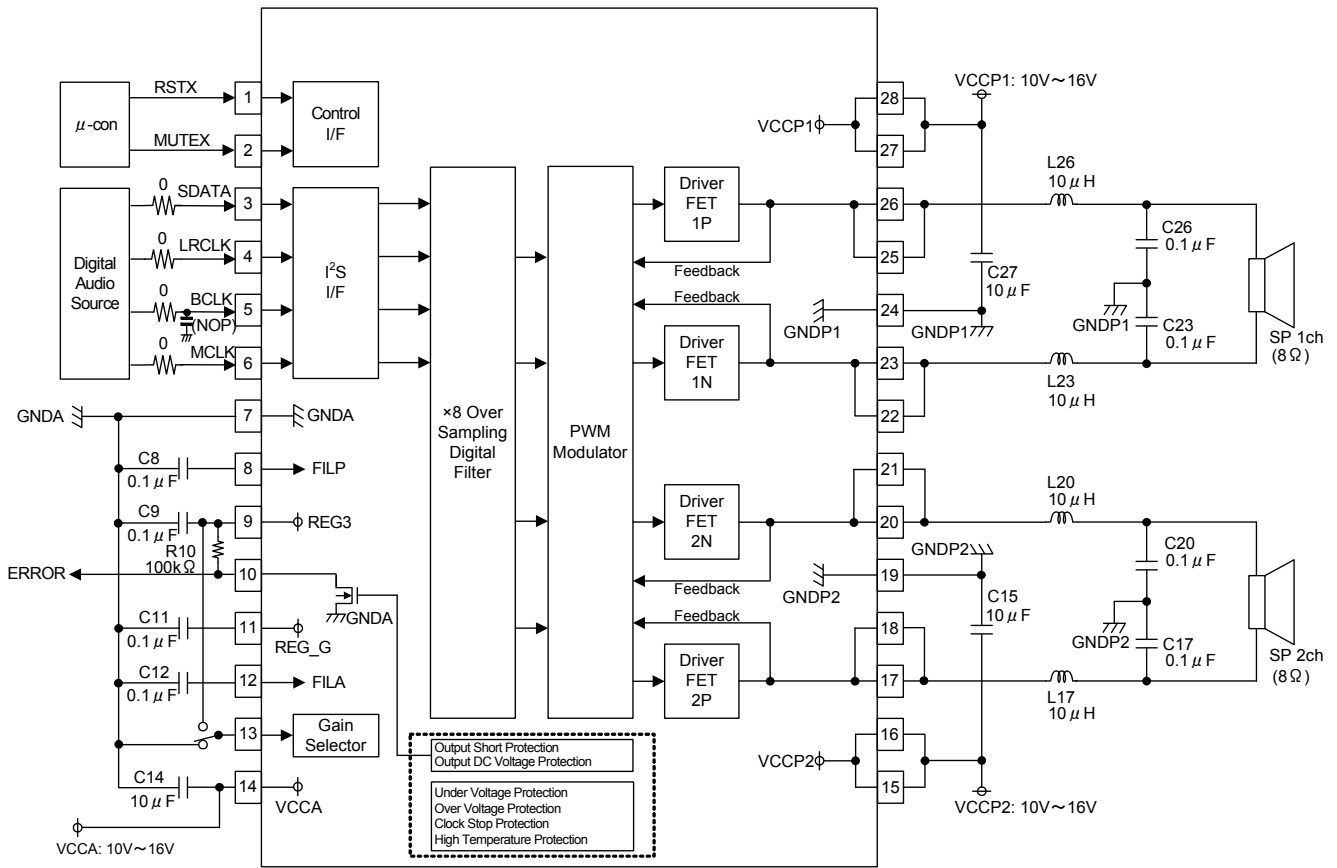 μ-con
RSTX
MUTEX
1
2
Control
I/F
Digital
Audio
Source
0
SDATA
0
LRCLK
0
BCLK
(NOP)
0
MCLK
3
4
5
6
I²S
I/F
GNDA
7
GNDA
C8
0.1μF
8
FILP
C9
0.1μF
9
REG3
R10
100kΩ
ERROR
10
GNDA
C11
0.1μF
11
REG_G
C12
0.1μF
12
FILA
13
Gain
Selector
C14
10μF
14
VCCA
VCCA: 10V~16V
×8 Over
Sampling
Digital
Filter
PWM
Modulator
Driver
FET
1P
Feedback
Feedback
Driver
FET
1N
Driver
FET
2N
Feedback
Feedback
Driver
FET
2P
Output Short Protection
Output DC Voltage Protection
Under Voltage Protection
Over Voltage Protection
Clock Stop Protection
High Temperature Protection
VCCP1
28
27
VCCP1: 10V~16V
26
25
GNDP1
24
GNDP1
C27
10μF
23
22
L26
10μH
C26
0.1μF
GNDP1
C23
0.1μF
L23
10μH
SP 1ch
(8Ω)
21
20
GNDP2
19
GNDP2
C15
10μF
18
17
VCCP2
16
15
VCCP2: 10V~16V
L20
10μH
C20
0.1μF
GNDP2
C17
0.1μF
L17
10μH
SP 2ch
(8Ω)